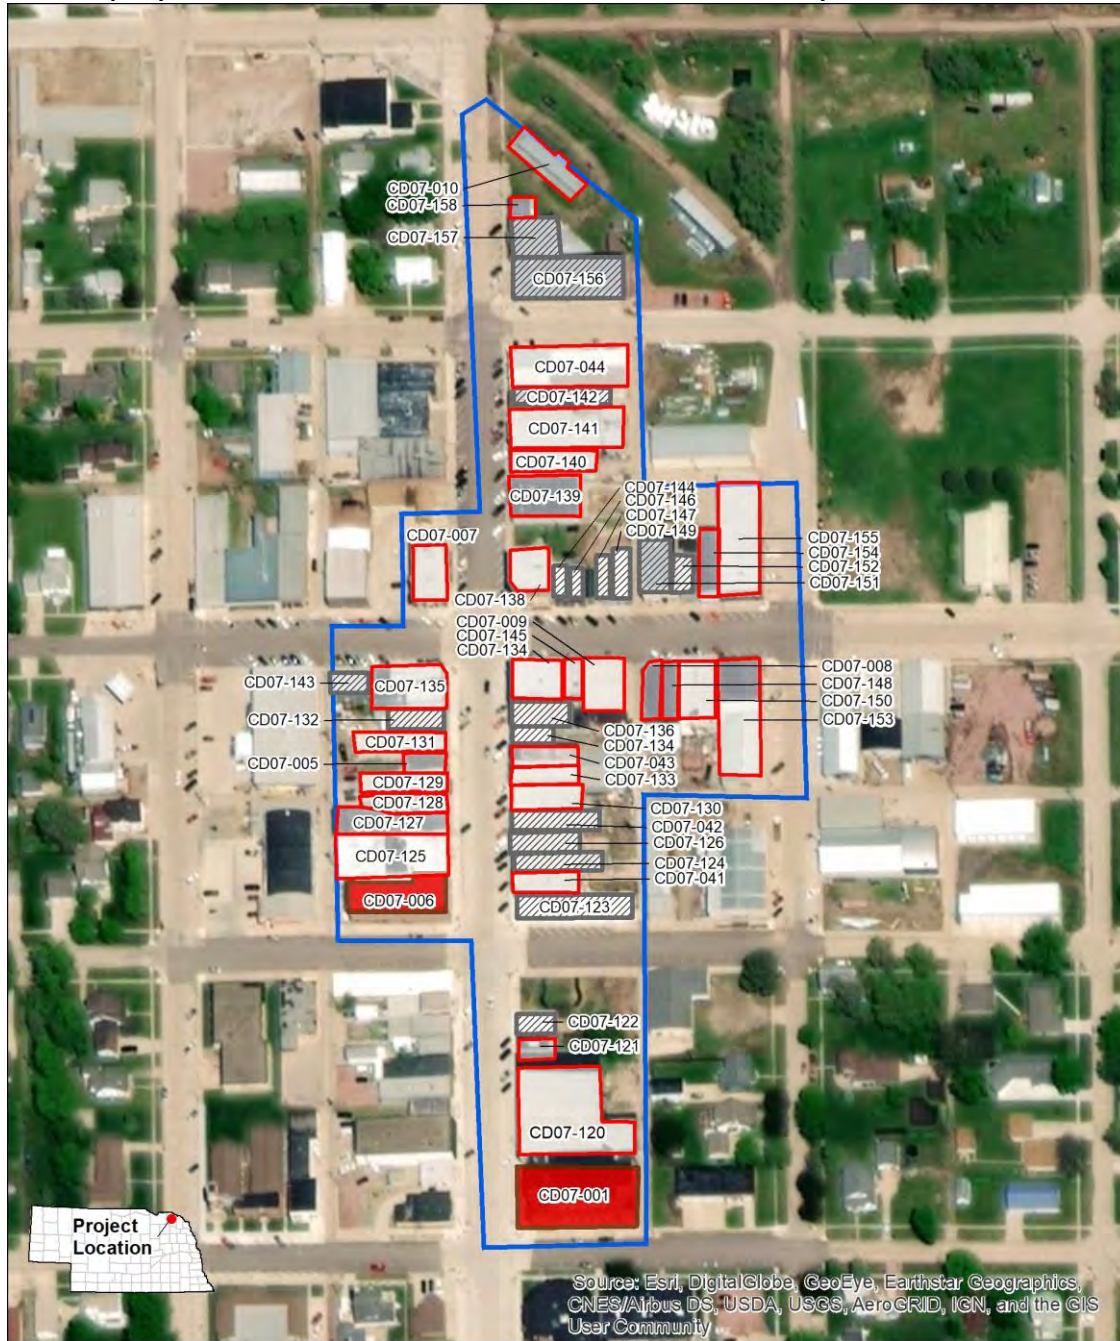 CD07-010
CD07-158
CD07-157
CD07-156
CD07-044
CD07-142
CD07-141
CD07-140
CD07-139
CD07-144
CD07-146
CD07-147
CD07-149
CD07-007
CD07-155
CD07-154
CD07-152
CD07-151
CD07-138
CD07-009
CD07-145
CD07-134
CD07-008
CD07-148
CD07-150
CD07-153
CD07-143
CD07-135
CD07-132
CD07-136
CD07-134
CD07-131
CD07-043
CD07-005
CD07-133
CD07-129
CD07-128
CD07-130
CD07-127
CD07-042
CD07-126
CD07-125
CD07-124
CD07-041
CD07-006
CD07-123
CD07-122
CD07-121
CD07-120
CD07-001
Project
Location
Source: Esri, DigitalGlobe, GeoEye, Earthstar Geographics,
CNES/Airbus DS, USDA, USGS, AeroGRID, IGN, and the GIS
User Community